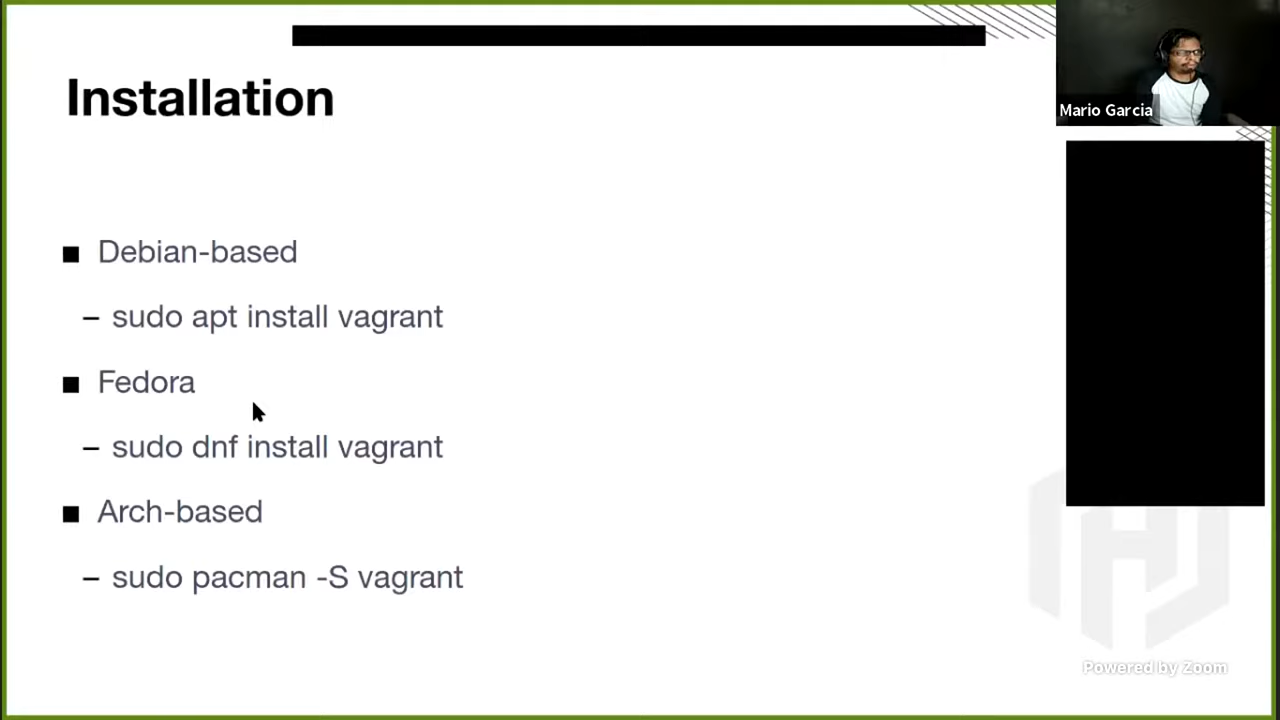 Installation
Mario Garcia
■ Debian-based
– sudo apt install vagrant
■ Fedora
– sudo dnf install vagrant
■ Arch-based
– sudo pacman -S vagrant
Powered by Zoom